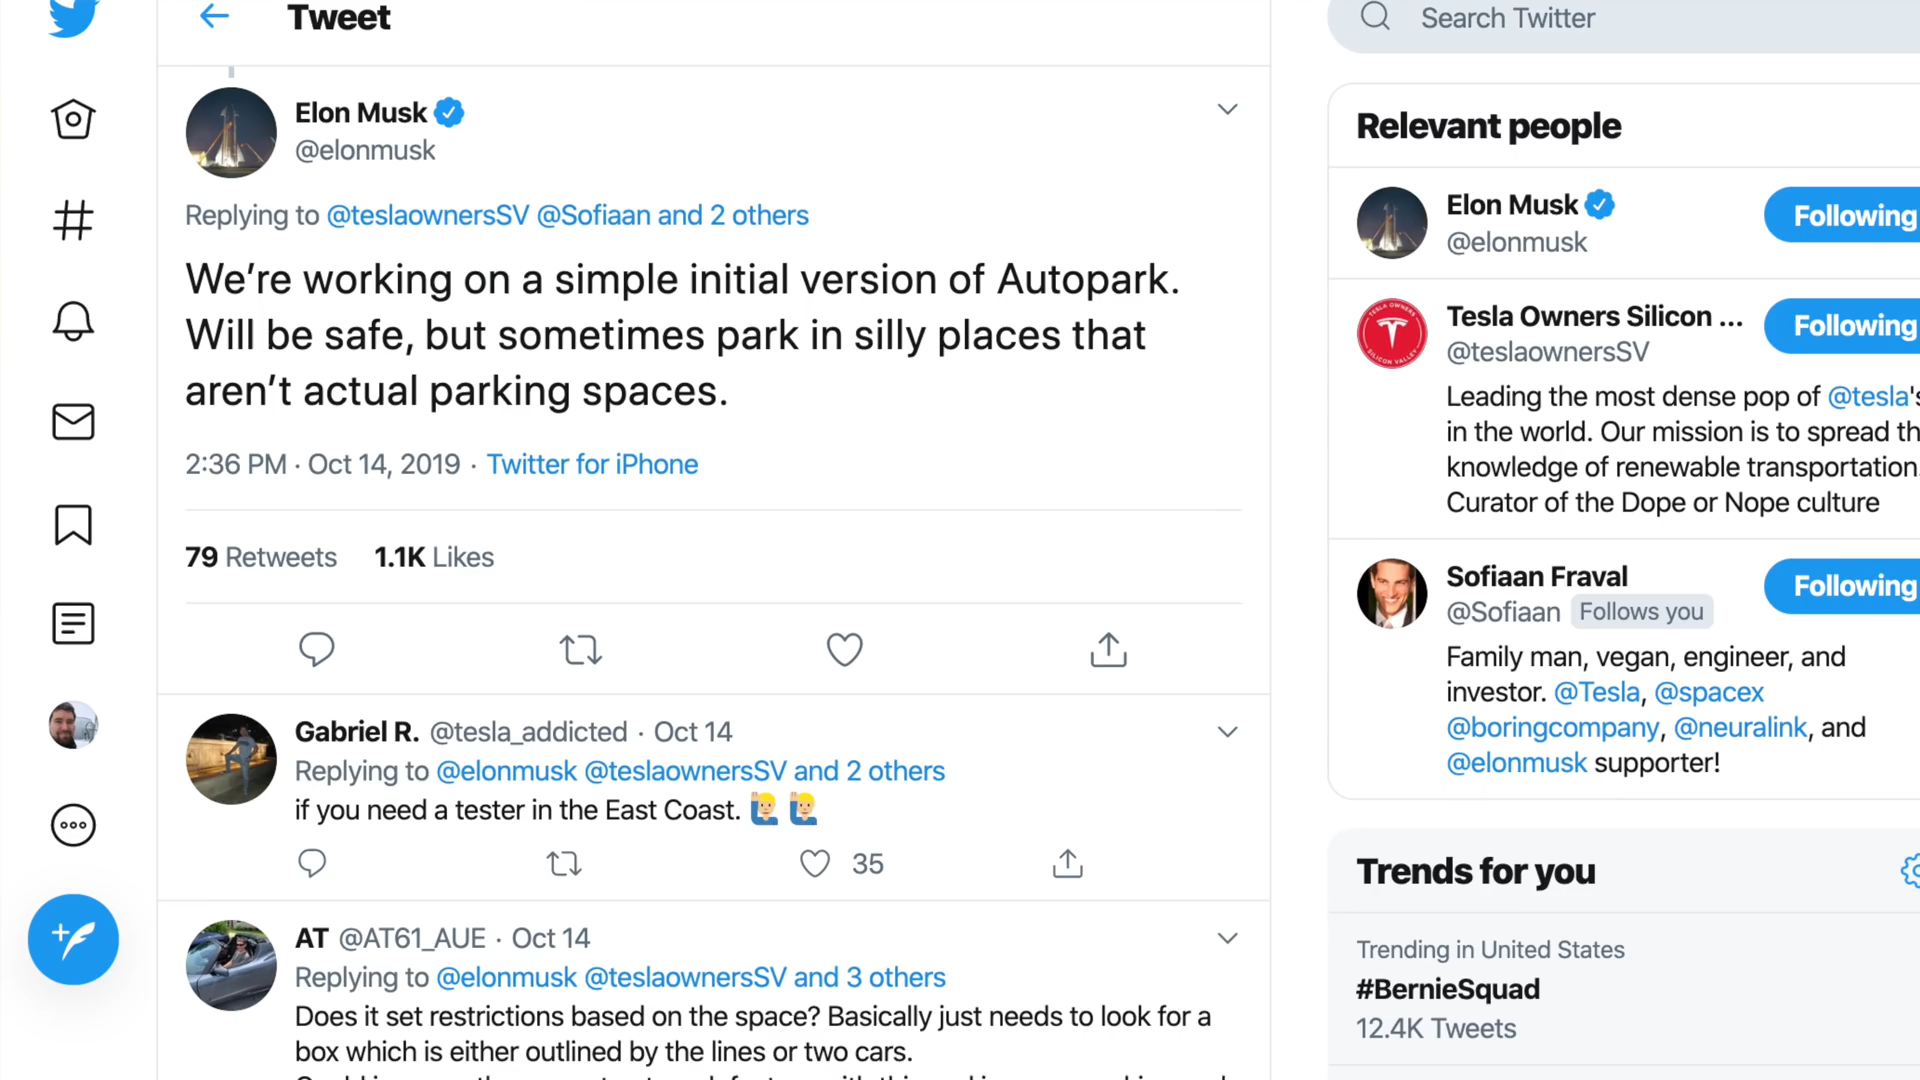 Tweet
Search Twitter
Elon Musk
@elonmusk
Replying to @teslaownersSV @Sofiaan and 2 others
We’re working on a simple initial version of Autopark.
Will be safe, but sometimes park in silly places that
aren’t actual parking spaces.
2:36 PM · Oct 14, 2019 · Twitter for iPhone
79 Retweets 1.1K Likes
Gabriel R. @tesla_addicted · Oct 14
Replying to @elonmusk @teslaownersSV and 2 others
if you need a tester in the East Coast. 🙋🏼‍♂️ 🙋🏼‍♂️
35
AT @AT61_AUE · Oct 14
Replying to @elonmusk @teslaownersSV and 3 others
Does it set restrictions based on the space? Basically just needs to look for a
box which is either outlined by the lines or two cars.
Relevant people
Elon Musk
@elonmusk
Following
Tesla Owners Silicon ...
@teslaownersSV
Following
TESLA OWNERS
SILICON VALLEY
Leading the most dense pop of @tesla's
in the world. Our mission is to spread th
knowledge of renewable transportation.
Curator of the Dope or Nope culture
Sofiaan Fraval
@Sofiaan Follows you
Following
Family man, vegan, engineer, and
investor. @Tesla, @spacex
@boringcompany, @neuralink, and
@elonmusk supporter!
Trends for you
Trending in United States
#BernieSquad
12.4K Tweets